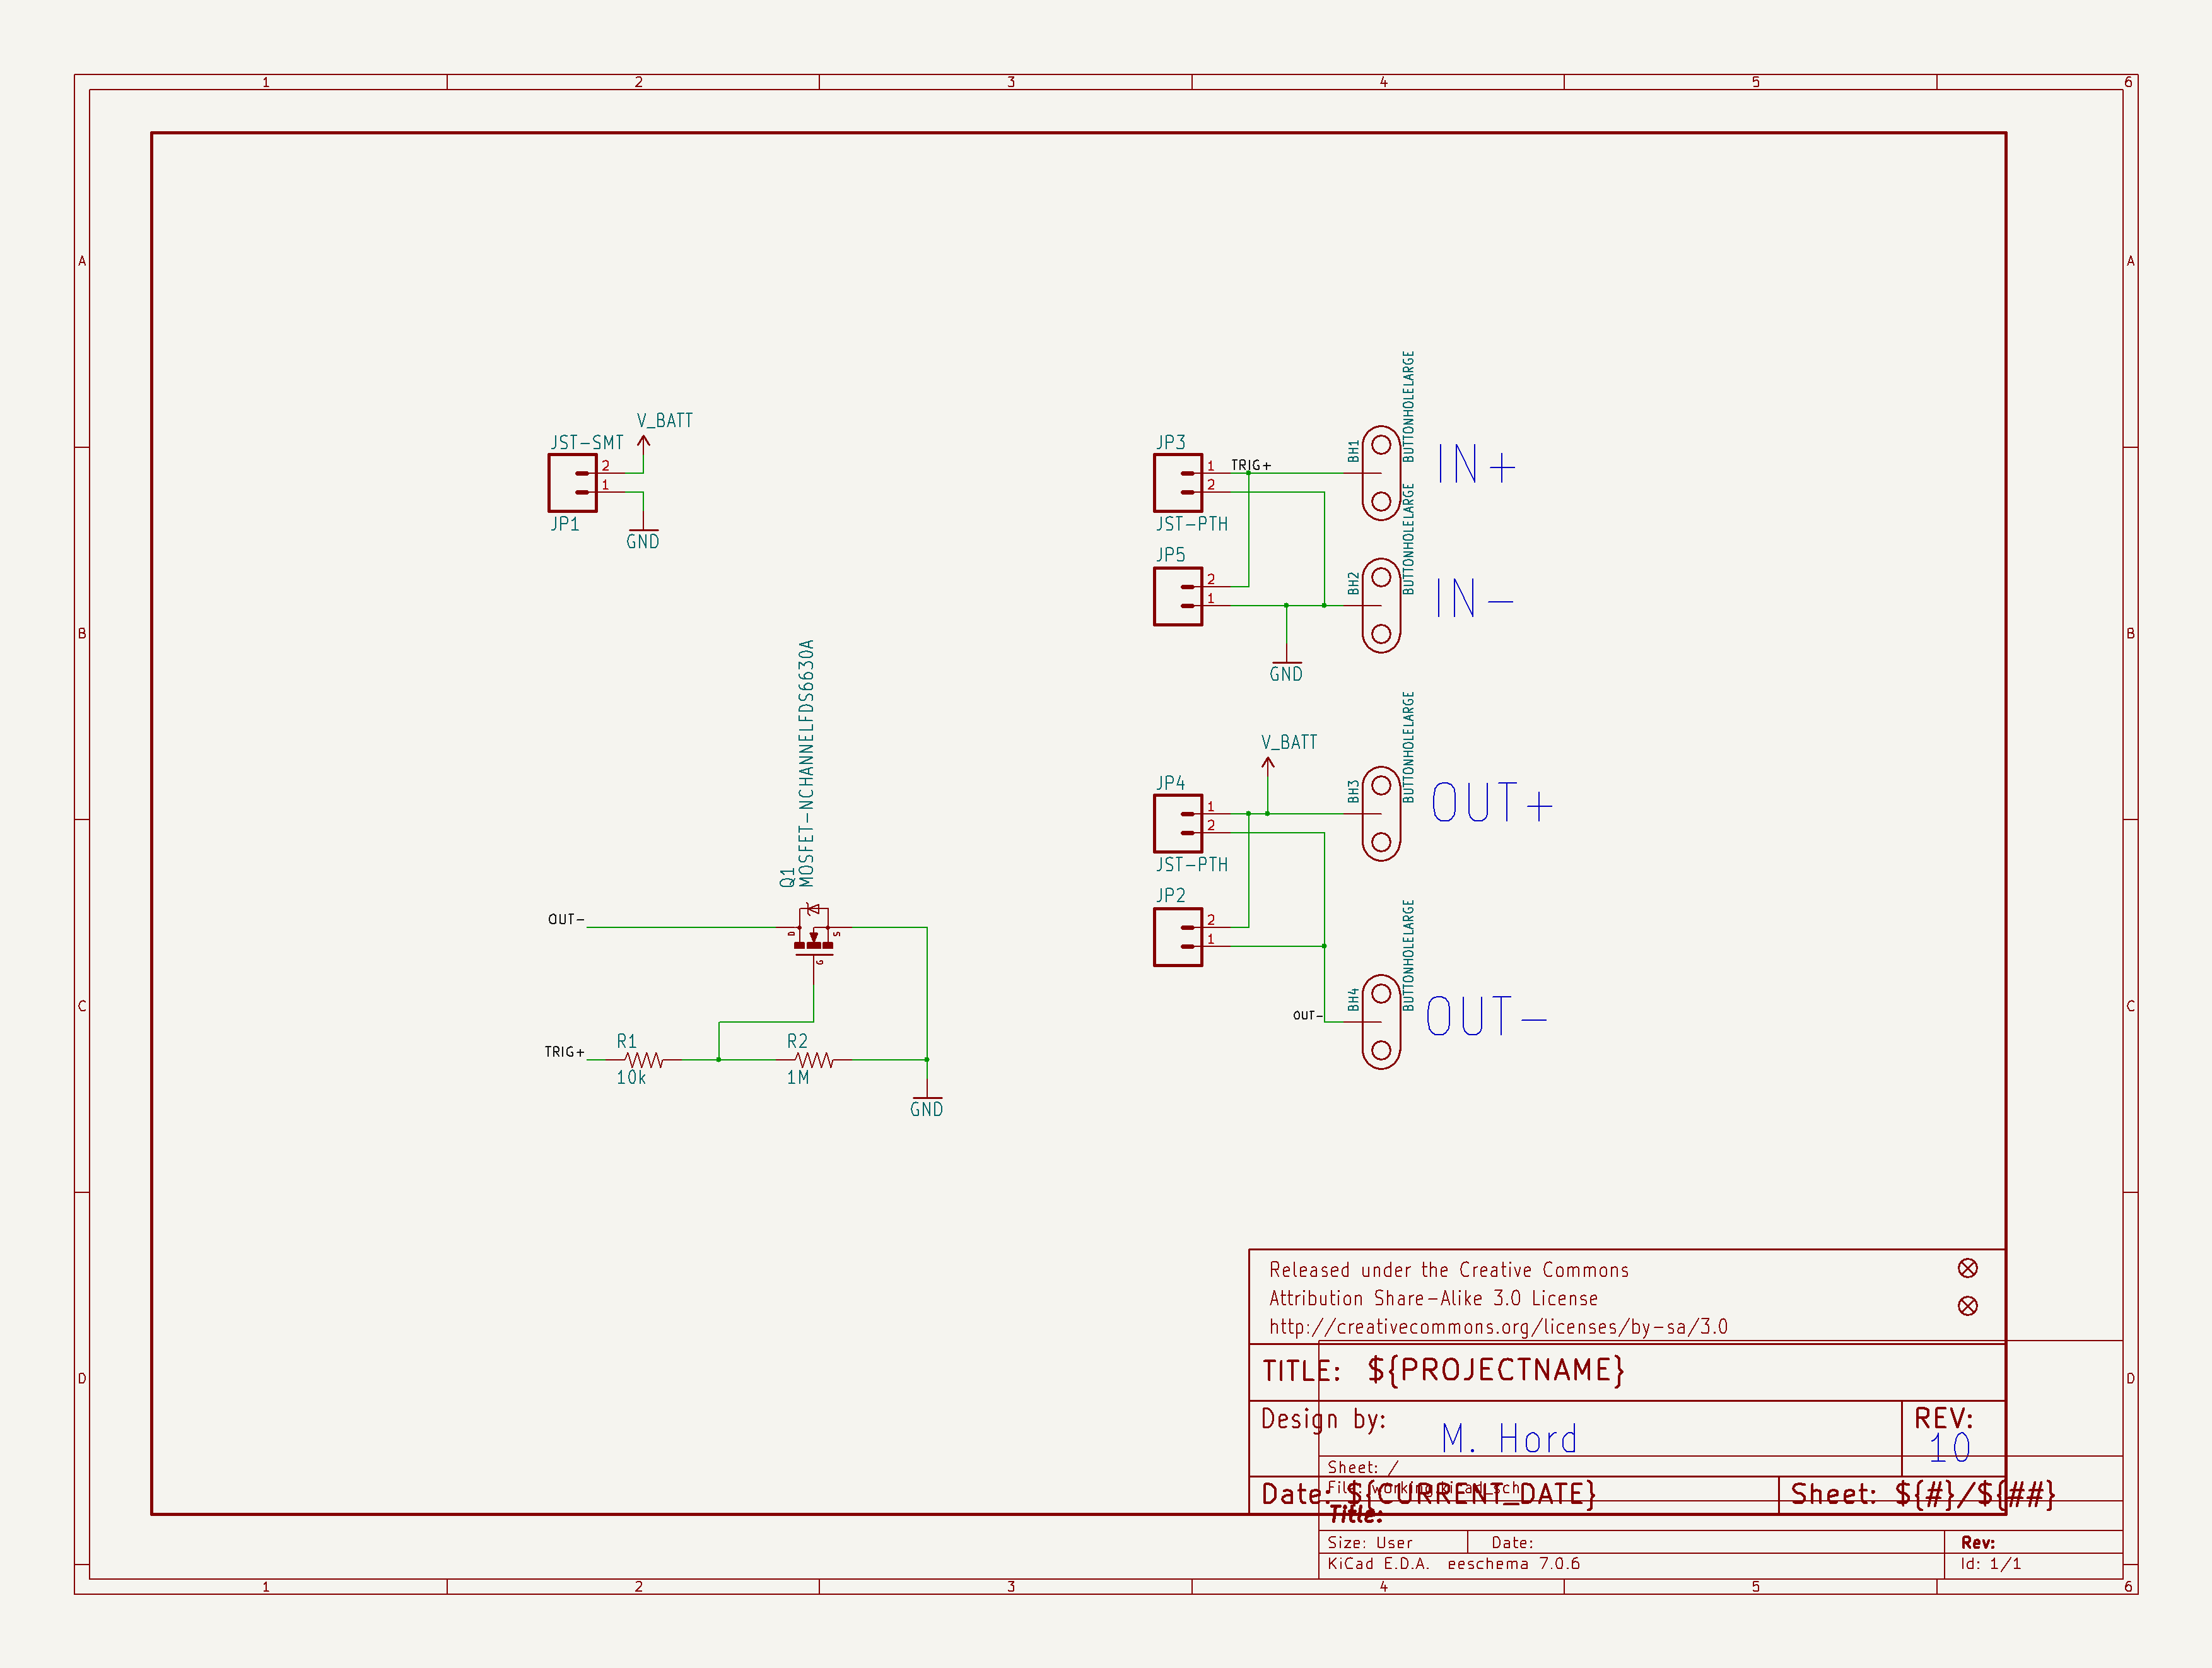 1 2 3 4 5 6
A A
V_BATT
JST-SMT
2
1
JP1
GND
JP3
1 TRIG+
2
JST-PTH
BH1
BUTTONHOLELARGE
IN+
B B
JP5
2
1
BH2
BUTTONHOLELARGE
IN-
GND
V_BATT
JP4
1
2
JST-PTH
BH3
BUTTONHOLELARGE
OUT+
Q1
MOSFET-NCHANNELFDS6630A
JP2
2
1
OUT-
D
S
G
C C
OUT-
BH4
BUTTONHOLELARGE
OUT-
TRIG+
R1
10k
R2
1M
GND
Released under the Creative Commons
Attribution Share-Alike 3.0 License
http://creativecommons.org/licenses/by-sa/3.0
D D
TITLE: ${PROJECTNAME}
Design by: M. Hord
REV:
10
Sheet: /
File: working.kicad_sch
Date: ${CURRENT_DATE}
Sheet: ${#}/${##}
Title:
Size: User Date: Rev:
KiCad E.D.A. eeschema 7.0.6 Id: 1/1
1 2 3 4 5 6